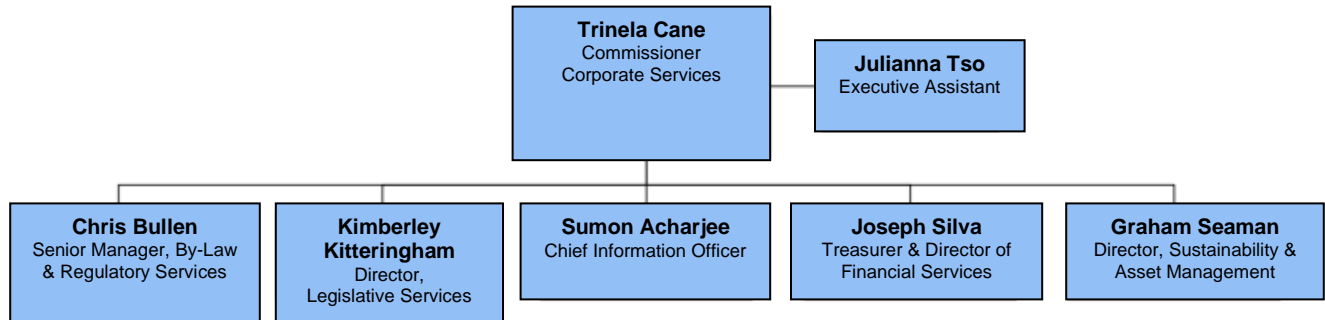 Trinela Cane
Commissioner
Corporate Services
Julianna Tso
Executive Assistant
Chris Bullen
Senior Manager, By-Law
& Regulatory Services
Kimberley
Kitteringham
Director,
Legislative Services
Sumon Acharjee
Chief Information Officer
Joseph Silva
Treasurer & Director of
Financial Services
Graham Seaman
Director, Sustainability &
Asset Management